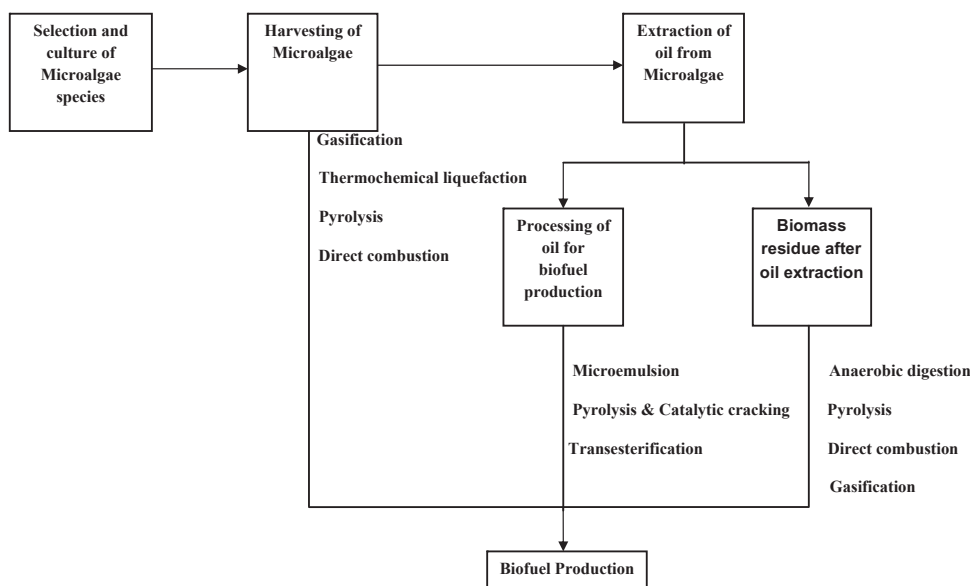 Selection and
culture of
Microalgae
species
Harvesting of
Microalgae
Extraction of
oil from
Microalgae
Gasification
Thermochemical liquefaction
Pyrolysis
Direct combustion
Processing of
oil for
biofuel
production
Biomass
residue after
oil extraction
Microemulsion
Pyrolysis & Catalytic cracking
Transesterification
Anaerobic digestion
Pyrolysis
Direct combustion
Gasification
Biofuel Production